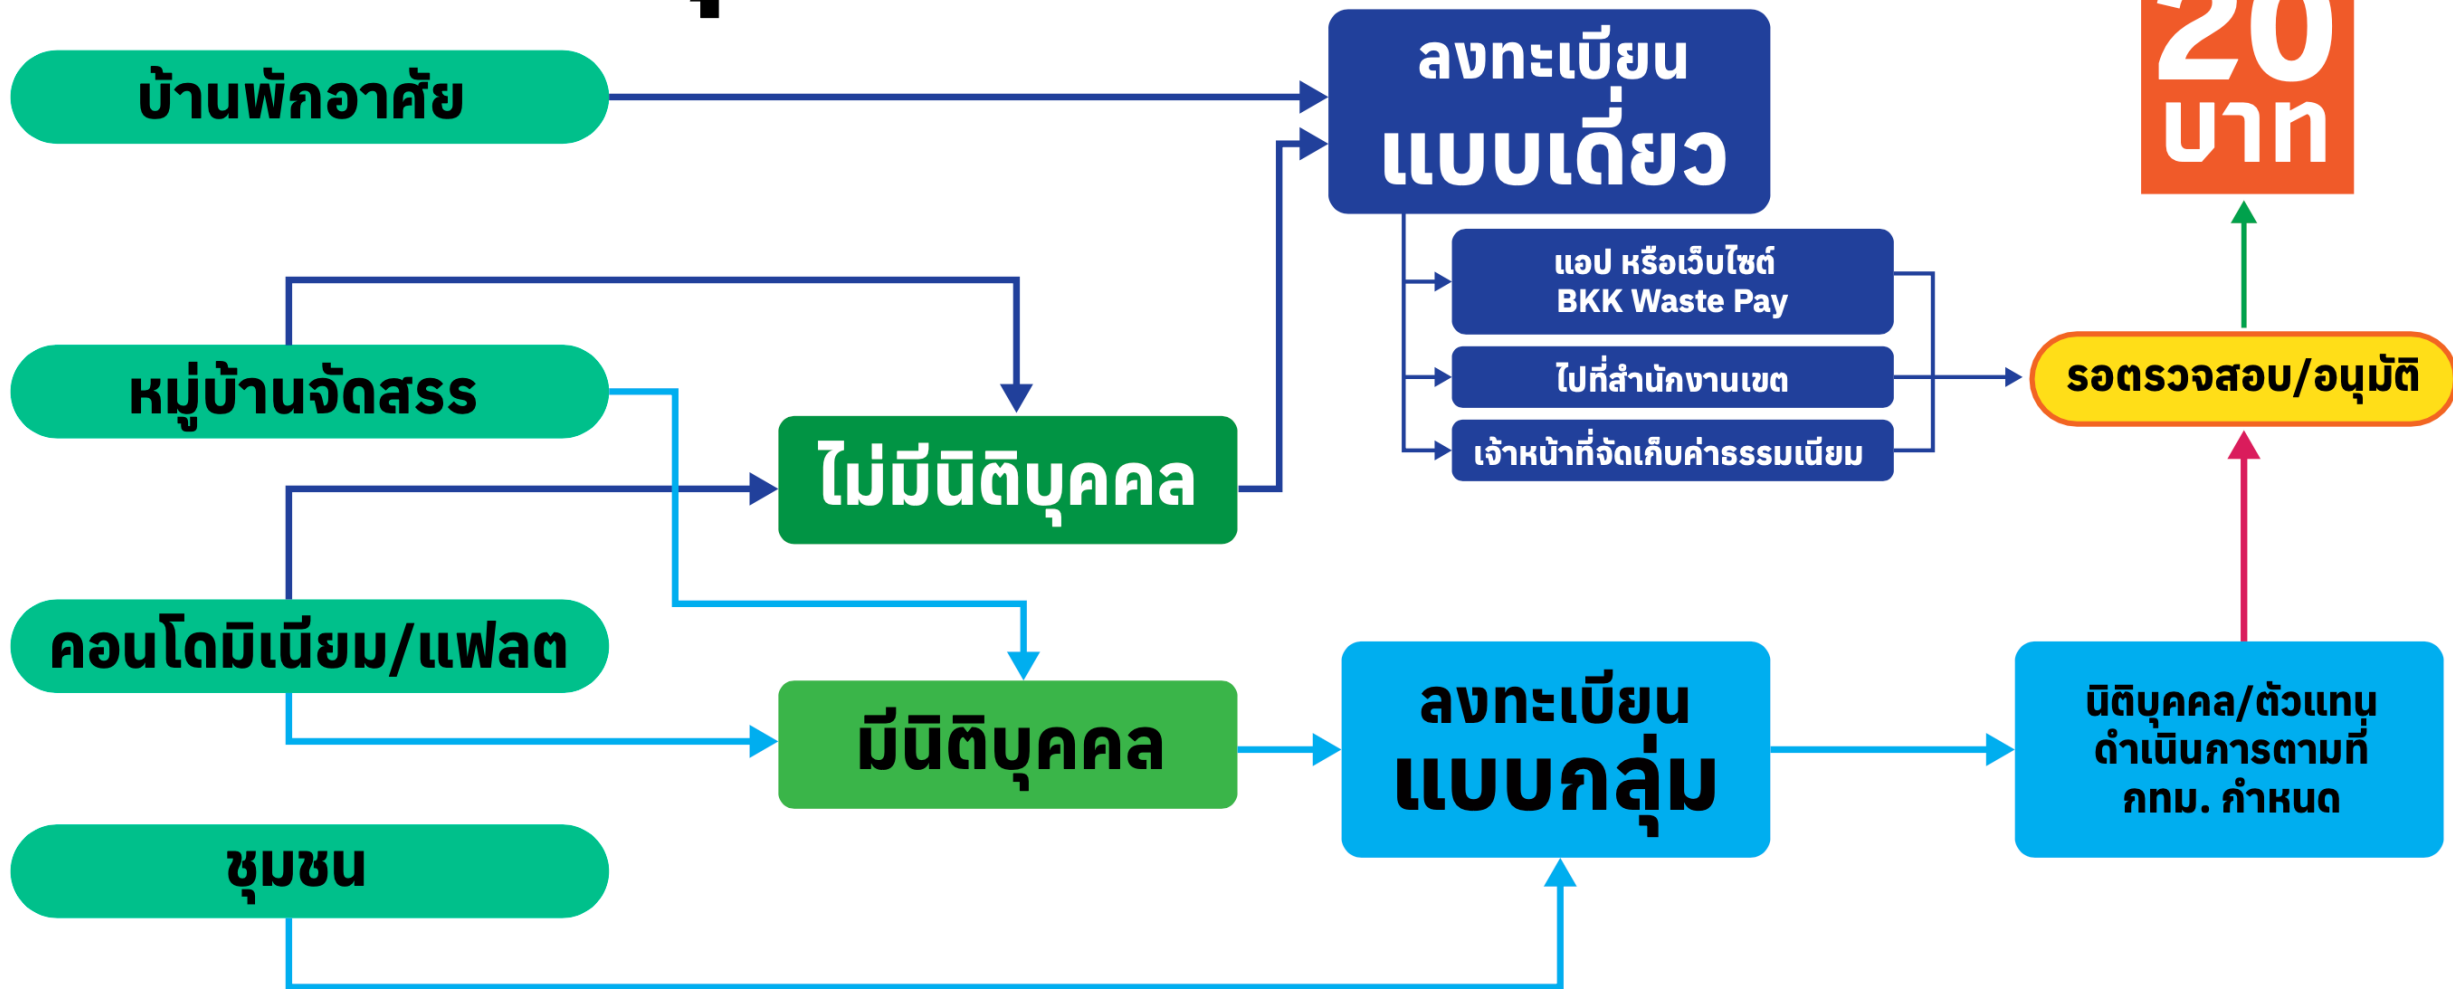 บ้านพักอาศัย
ลงทะเบียน
แบบเดี่ยว
20
บาท
แอป หรือเว็บไซต์
BKK Waste Pay
หมู่บ้านจัดสรร
ไปที่สำนักงานเขต
รอตรวจสอบ/อนุมัติ
เจ้าหน้าที่จัดเก็บค่าธรรมเนียม
ไม่มีนิติบุคคล
คอนโดมิเนียม/แฟลต
มีนิติบุคคล
ลงทะเบียน
แบบกลุ่ม
นิติบุคคล/ตัวแทน
ดำเนินการตามที่
กทม. กำหนด
ชุมชน